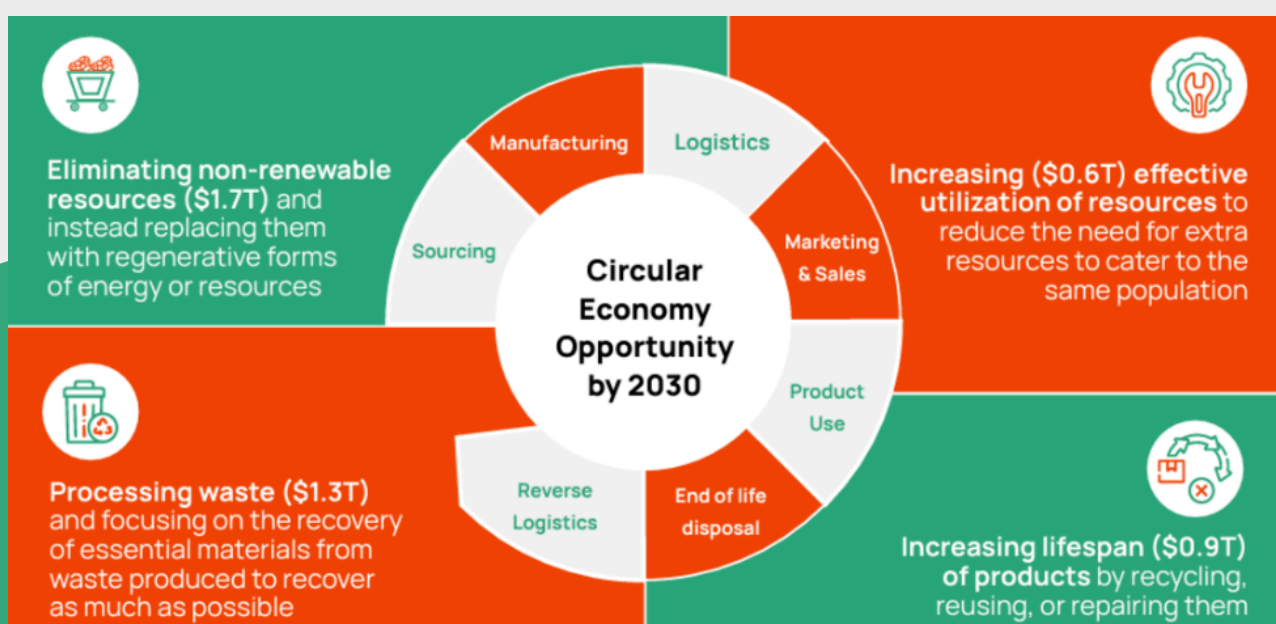 Eliminating non-renewable
resources ($1.7T) and
instead replacing them
with regenerative forms
of energy or resources
Increasing ($0.6T) effective
utilization of resources to
reduce the need for extra
resources to cater to the
same population
Manufacturing
Logistics
Sourcing
Marketing
& Sales
Circular
Economy
Opportunity
by 2030
Product
Use
Reverse
Logistics
End of life
disposal
Processing waste ($1.3T)
and focusing on the recovery
of essential materials from
waste produced to recover
as much as possible
Increasing lifespan ($0.9T)
of products by recycling,
reusing, or repairing them